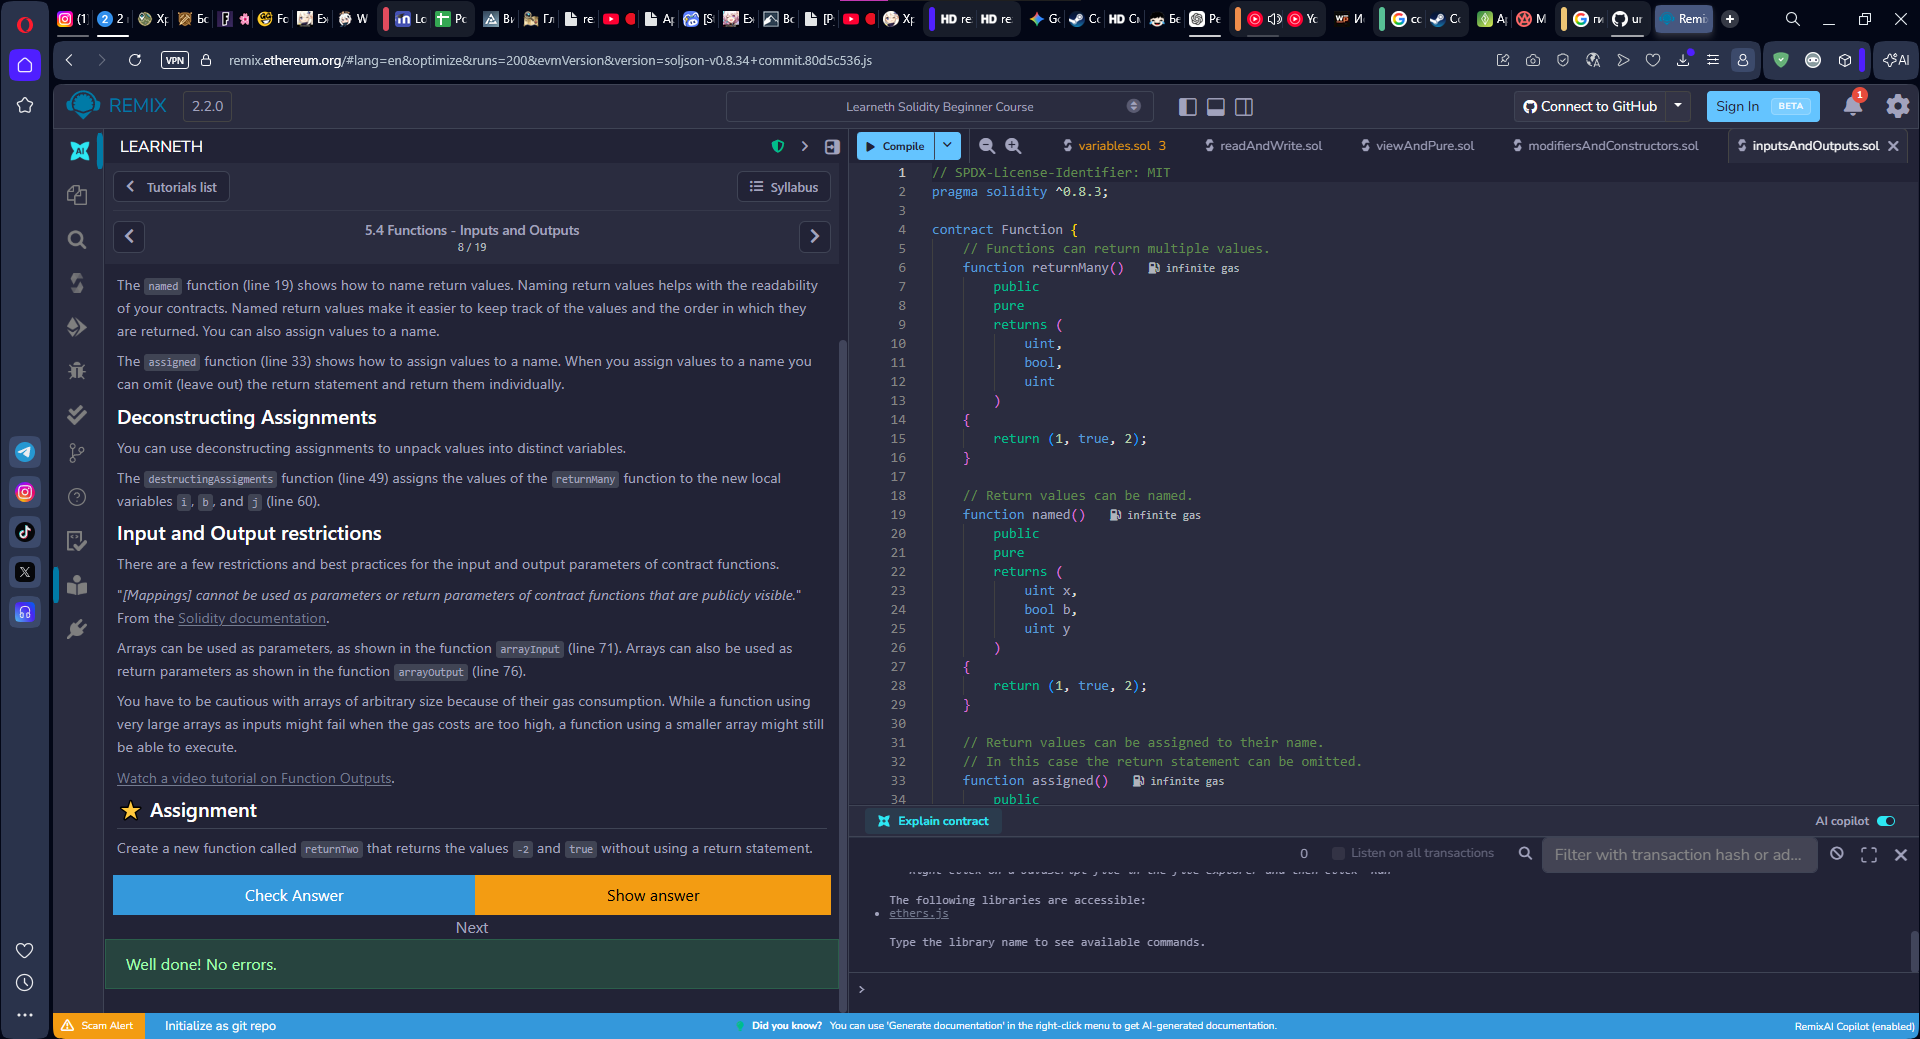 VPN
remix.ethereum.org/#lang=en&optimize&runs=200&evmVersion&version=soljson-v0.8.34+commit.80d5c536.js
AI
REMIX
2.2.0
Learneth Solidity Beginner Course
Connect to GitHub
Sign In BETA
1
LEARNETH
Tutorials list
Syllabus
5.4 Functions - Inputs and Outputs
8 / 19
The named function (line 19) shows how to name return values. Naming return values helps with the readability
of your contracts. Named return values make it easier to keep track of the values and the order in which they
are returned. You can also assign values to a name.
The assigned function (line 33) shows how to assign values to a name. When you assign values to a name you
can omit (leave out) the return statement and return them individually.
Deconstructing Assignments
You can use deconstructing assignments to unpack values into distinct variables.
The destructingAssigments function (line 49) assigns the values of the returnMany function to the new local
variables i, b, and j (line 60).
Input and Output restrictions
There are a few restrictions and best practices for the input and output parameters of contract functions.
"[Mappings] cannot be used as parameters or return parameters of contract functions that are publicly visible."
From the Solidity documentation.
Arrays can be used as parameters, as shown in the function arrayInput (line 71). Arrays can also be used as
return parameters as shown in the function arrayOutput (line 76).
You have to be cautious with arrays of arbitrary size because of their gas consumption. While a function using
very large arrays as inputs might fail when the gas costs are too high, a function using a smaller array might still
be able to execute.
Watch a video tutorial on Function Outputs.
Assignment
Create a new function called returnTwo that returns the values -2 and true without using a return statement.
Check Answer
Show answer
Next
Well done! No errors.
Compile
variables.sol 3
readAndWrite.sol
viewAndPure.sol
modifiersAndConstructors.sol
inputsAndOutputs.sol
1 // SPDX-License-Identifier: MIT
2 pragma solidity ^0.8.3;
3
4 contract Function {
5 // Functions can return multiple values.
6 function returnMany() infinite gas
7 public
8 pure
9 returns (
10 uint,
11 bool,
12 uint
13 )
14 {
15 return (1, true, 2);
16 }
17
18 // Return values can be named.
19 function named() infinite gas
20 public
21 pure
22 returns (
23 uint x,
24 bool b,
25 uint y
26 )
27 {
28 return (1, true, 2);
29 }
30
31 // Return values can be assigned to their name.
32 // In this case the return statement can be omitted.
33 function assigned() infinite gas
34 public
Explain contract
AI copilot
0
Listen on all transactions
Filter with transaction hash or ad...
The following libraries are accessible:
ethers.js
Type the library name to see available commands.
>
Scam Alert
Initialize as git repo
Did you know? You can use 'Generate documentation' in the right-click menu to get AI-generated documentation.
RemixAI Copilot (enabled)